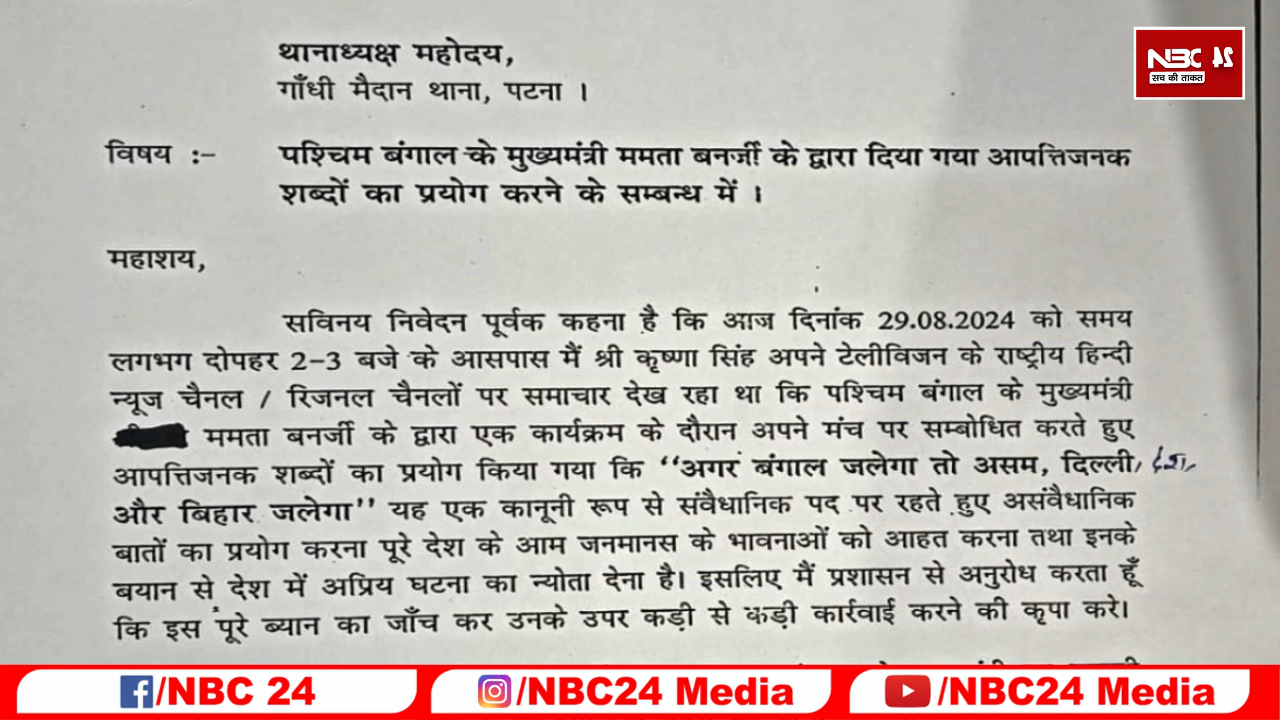 थानाध्यक्ष महोदय,
NBC 24
सच की ताकत
गाँधी मैदान थाना, पटना ।
विषय :- पश्चिम बंगाल के मुख्यमंत्री ममता बनर्जी के द्वारा दिया गया आपत्तिजनक
शब्दों का प्रयोग करने के सम्बन्ध में ।
महाशय,
सविनय निवेदन पूर्वक कहना है कि आज दिनांक 29.08.2024 को समय
लगभग दोपहर 2-3 बजे के आसपास मैं श्री कृष्णा सिंह अपने टेलीविजन के राष्ट्रीय हिन्दी
न्यूज चैनल / रिजनल चैनलों पर समाचार देख रहा था कि पश्चिम बंगाल के मुख्यमंत्री
ममता बनर्जी के द्वारा एक कार्यक्रम के दौरान अपने मंच पर सम्बोधित करते हुए
आपत्तिजनक शब्दों का प्रयोग किया गया कि "अगर बंगाल जलेगा तो असम, दिल्ली,
और बिहार जलेगा" यह एक कानूनी रूप से संवैधानिक पद पर रहते हुए असंवैधानिक
बातों का प्रयोग करना पूरे देश के आम जनमानस के भावनाओं को आहत करना तथा इनके
बयान से देश में अप्रिय घटना का न्योता देना है। इसलिए मैं प्रशासन से अनुरोध करता हूँ
कि इस पूरे ब्यान का जाँच कर उनके उपर कड़ी से कड़ी कार्रवाई करने की कृपा करे।
/NBC 24
/NBC24 Media
/NBC24 Media